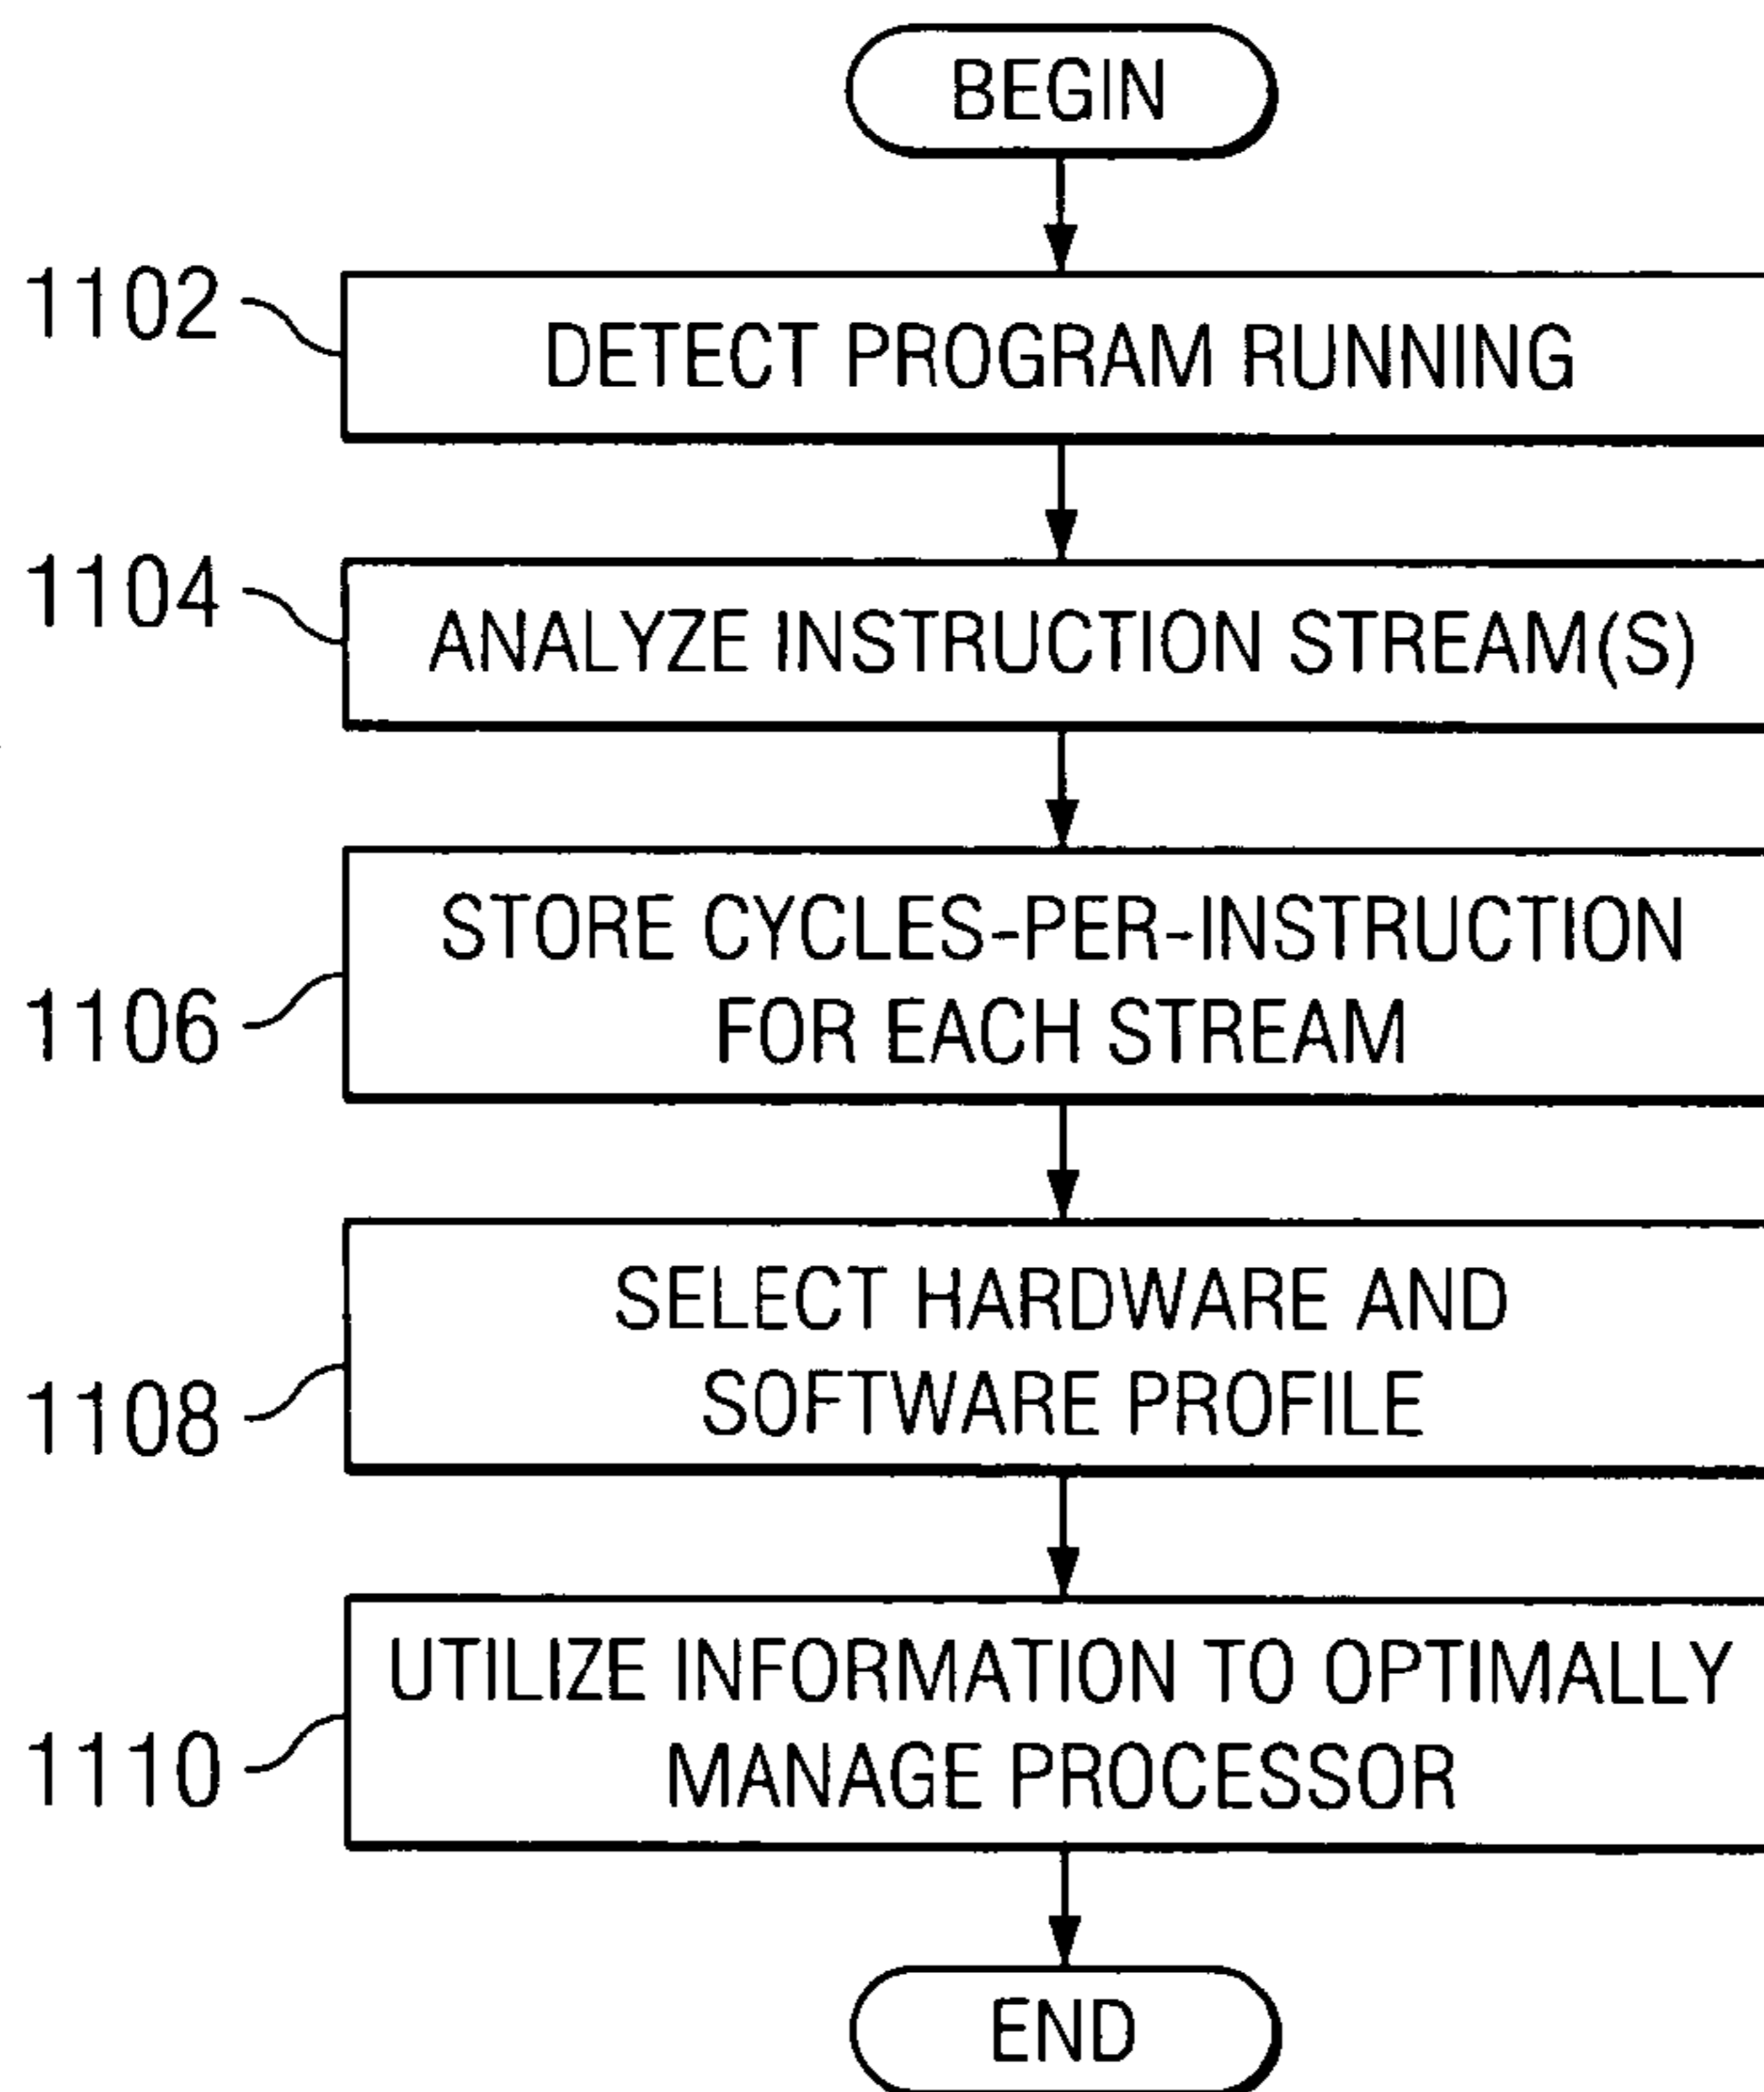 BEGIN
1102
DETECT PROGRAM RUNNING
1104
ANALYZE INSTRUCTION STREAM(S)
STORE CYCLES-PER-INSTRUCTION
FOR EACH STREAM
1106
SELECT HARDWARE AND
SOFTWARE PROFILE
1108
UTILIZE INFORMATION TO OPTIMALLY
MANAGE PROCESSOR
1110
END